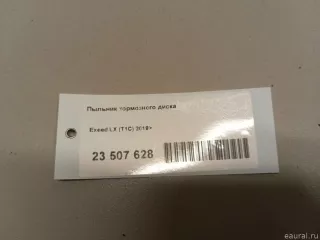 Пыльник тормозного диска
Exeed LX (T1C) 2019>
23 507 628
eaural.ru